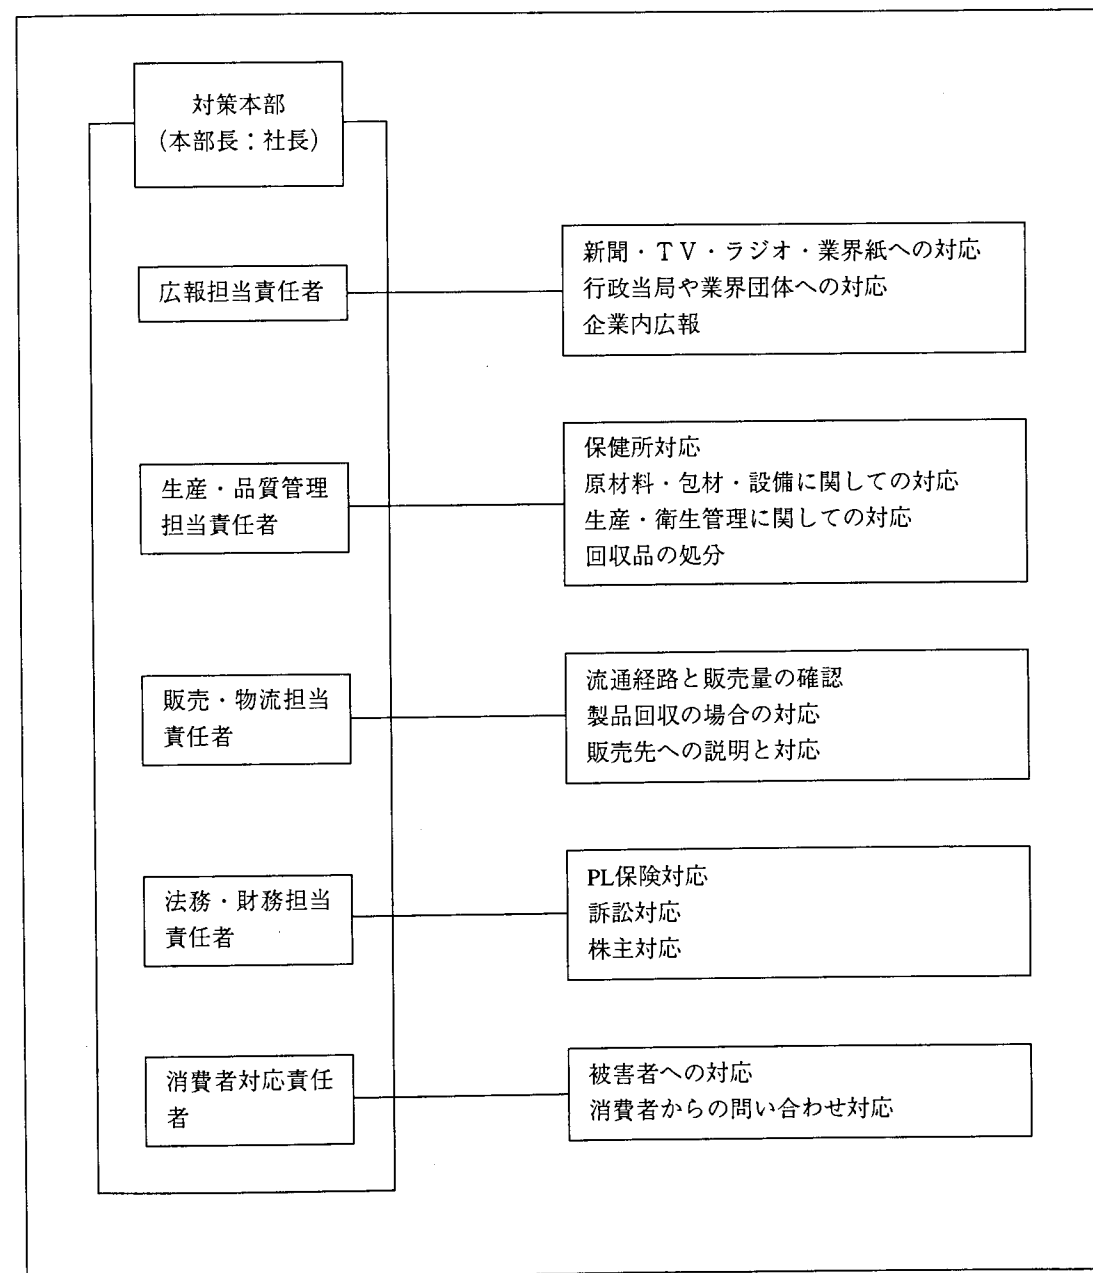 対策本部
(本部長：社長)
広報担当責任者
新聞・ＴＶ・ラジオ・業界紙への対応
行政当局や業界団体への対応
企業内広報
生産・品質管理
担当責任者
保健所対応
原材料・包材・設備に関しての対応
生産・衛生管理に関しての対応
回収品の処分
販売・物流担当
責任者
流通経路と販売量の確認
製品回収の場合の対応
販売先への説明と対応
法務・財務担当
責任者
PL保険対応
訴訟対応
株主対応
消費者対応責任
者
被害者への対応
消費者からの問い合わせ対応